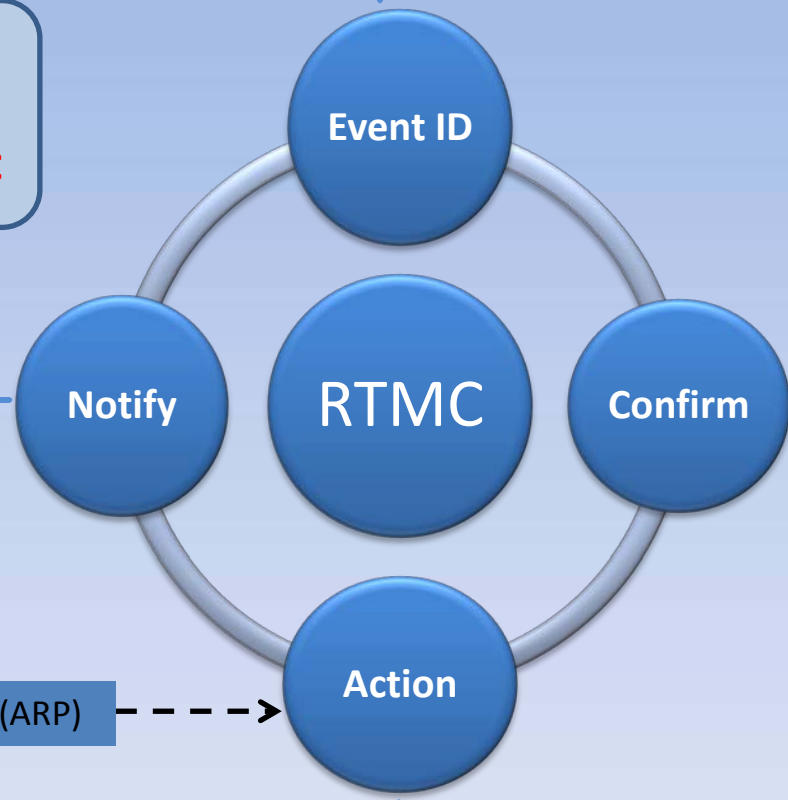 Event ID
Notify
RTMC
Confirm
Action
(ARP)